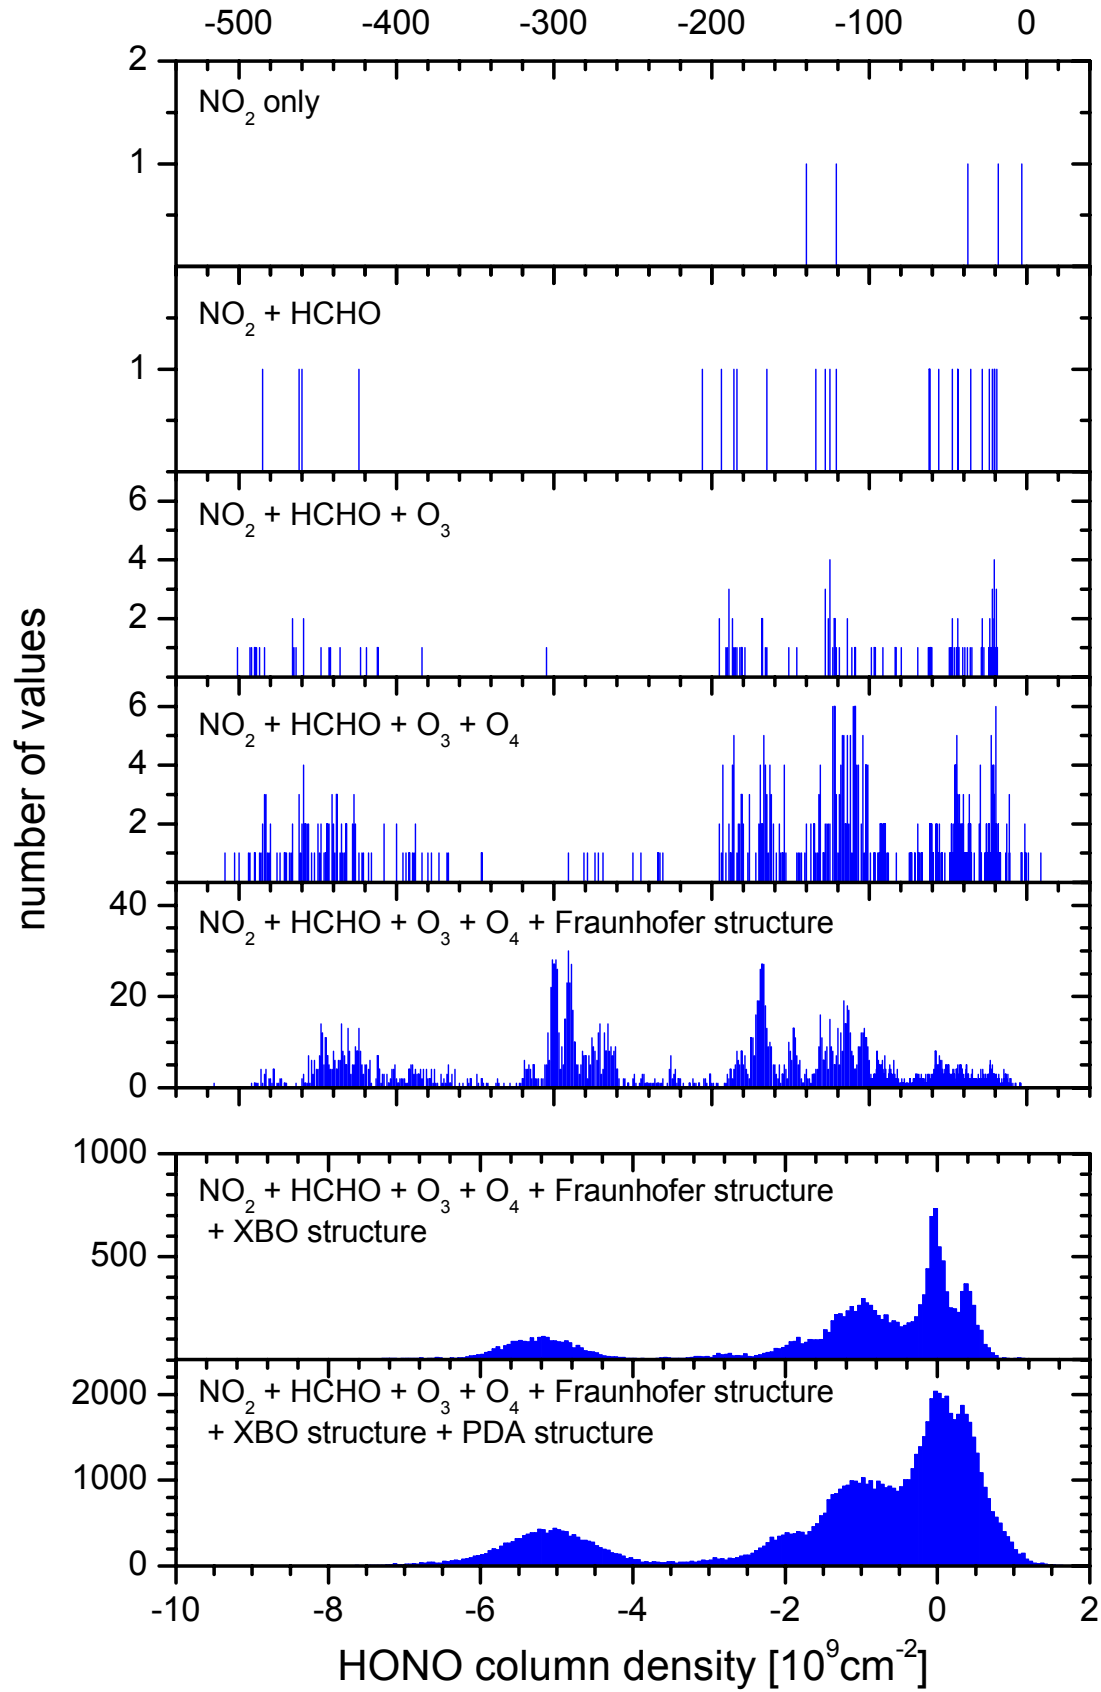 -500 -400 -300 -200 -100 0
2
NO2 only
1
NO2 + HCHO
1
6
NO2 + HCHO + O3
4
2
6
NO2 + HCHO + O3 + O4
4
2
40
NO2 + HCHO + O3 + O4 + Fraunhofer structure
20
0
number of values
1000
NO2 + HCHO + O3 + O4 + Fraunhofer structure
+ XBO structure
500
NO2 + HCHO + O3 + O4 + Fraunhofer structure
2000
+ XBO structure + PDA structure
1000
0
-10 -8 -6 -4 -2 0 2
HONO column density [10^9cm^-2]